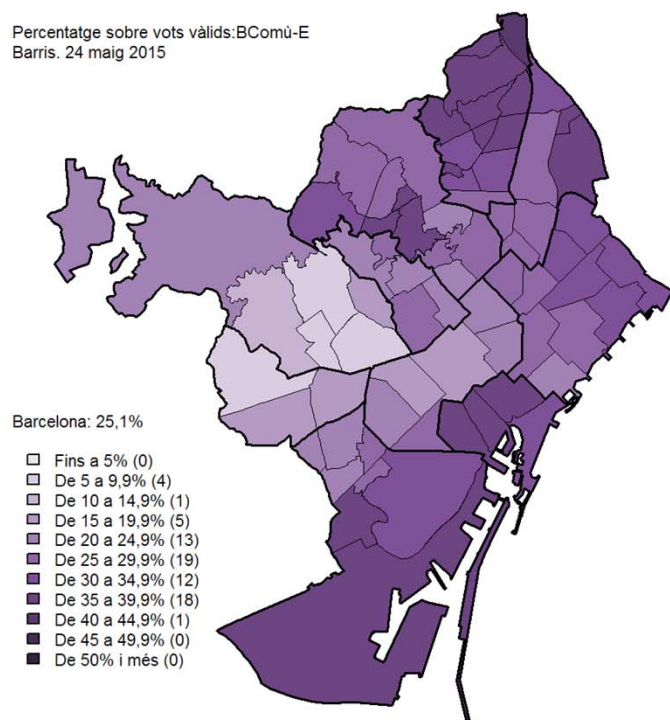 Percentatge sobre vots vàlids:BComù-E
Barris. 24 maig 2015
Barcelona: 25,1%
Fins a 5% (0)
De 5 a 9,9% (4)
De 10 a 14,9% (1)
De 15 a 19,9% (5)
De 20 a 24,9% (13)
De 25 a 29,9% (19)
De 30 a 34,9% (12)
De 35 a 39,9% (18)
De 40 a 44,9% (1)
De 45 a 49,9% (0)
De 50% i més (0)